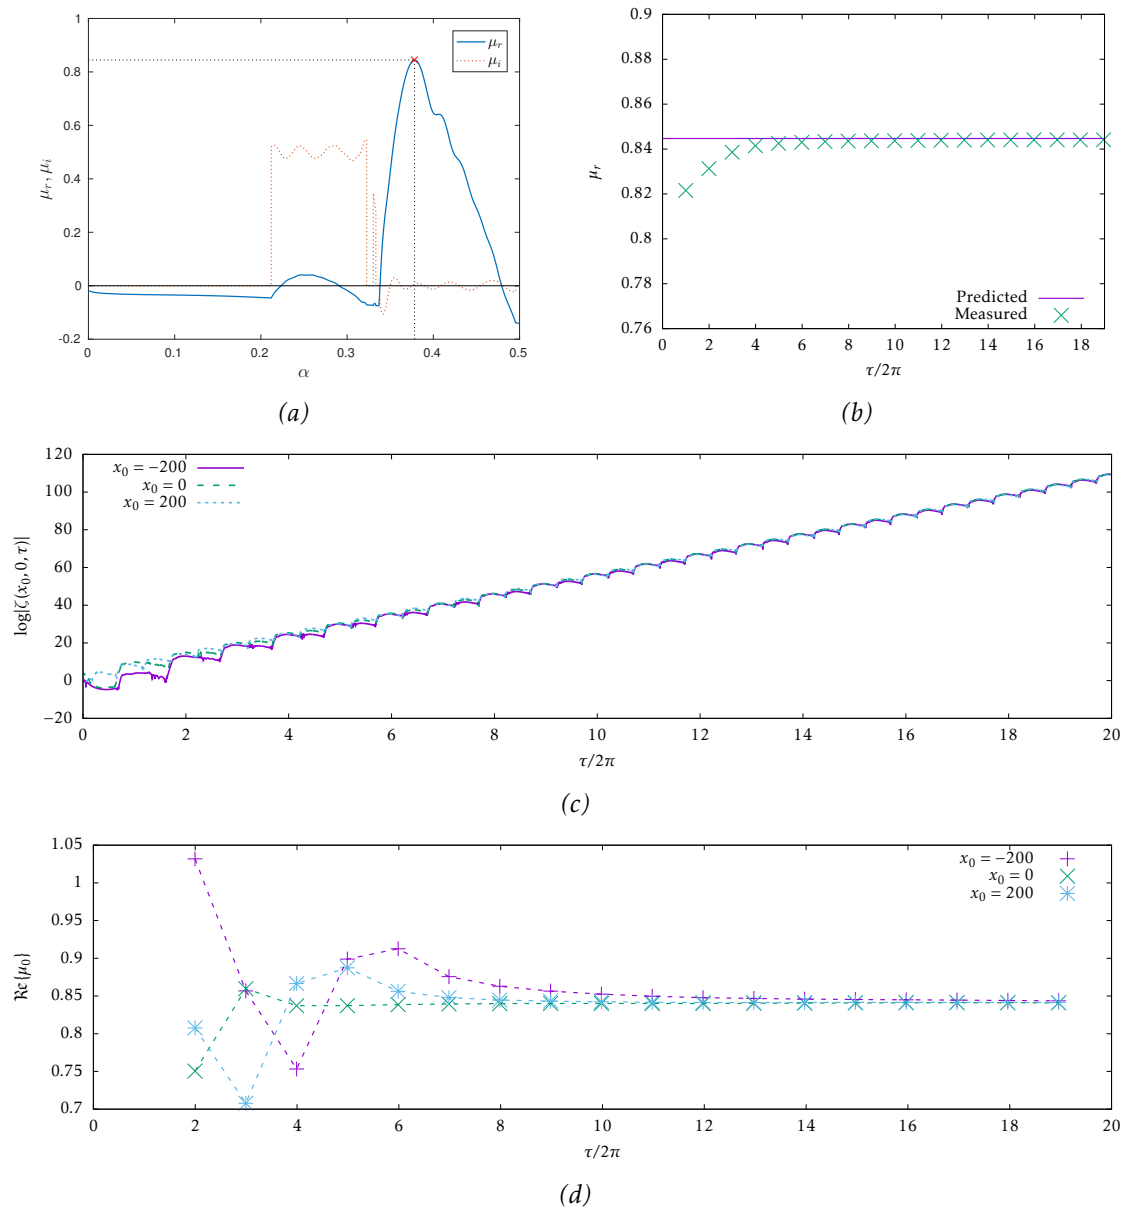 1
0.8
0.6
0.4
0.2
0
-0.2
μr, μi
0 0.1 0.2 0.3 0.4 0.5
α
μr
μi
(a)
0.9
0.88
0.86
0.84
0.82
0.8
0.78
0.76
μr
0 2 4 6 8 10 12 14 16 18
τ/2π
Predicted
Measured
(b)
120
100
80
60
40
20
0
−20
log|ζ(x0, 0, τ)|
x0 = −200
x0 = 0
x0 = 200
0 2 4 6 8 10 12 14 16 18 20
τ/2π
(c)
1.05
1
0.95
0.9
0.85
0.8
0.75
0.7
Re{μ0}
x0 = −200
x0 = 0
x0 = 200
0 2 4 6 8 10 12 14 16 18 20
τ/2π
(d)